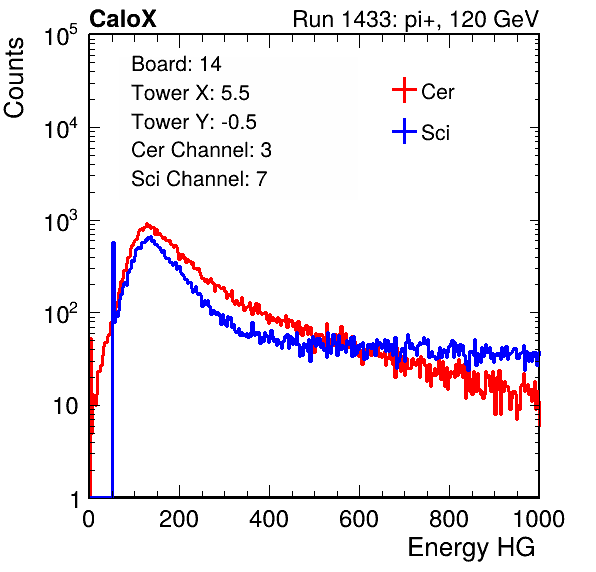 CaloX Run 1433: pi+, 120 GeV
Counts
Board: 14
Tower X: 5.5
Tower Y: -0.5
Cer Channel: 3
Sci Channel: 7
Cer
Sci
10^5
10^4
10^3
10^2
10
1
0 200 400 600 800 1000
Energy HG